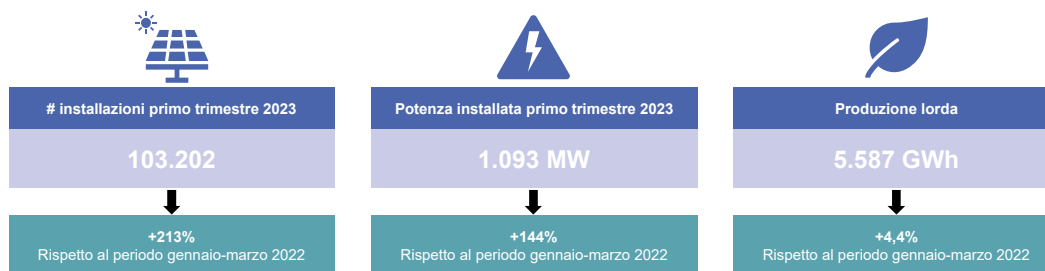 # installazioni primo trimestre 2023
103.202
+213%
Rispetto al periodo gennaio-marzo 2022
Potenza installata primo trimestre 2023
1.093 MW
+144%
Rispetto al periodo gennaio-marzo 2022
Produzione lorda
5.587 GWh
+4,4%
Rispetto al periodo gennaio-marzo 2022